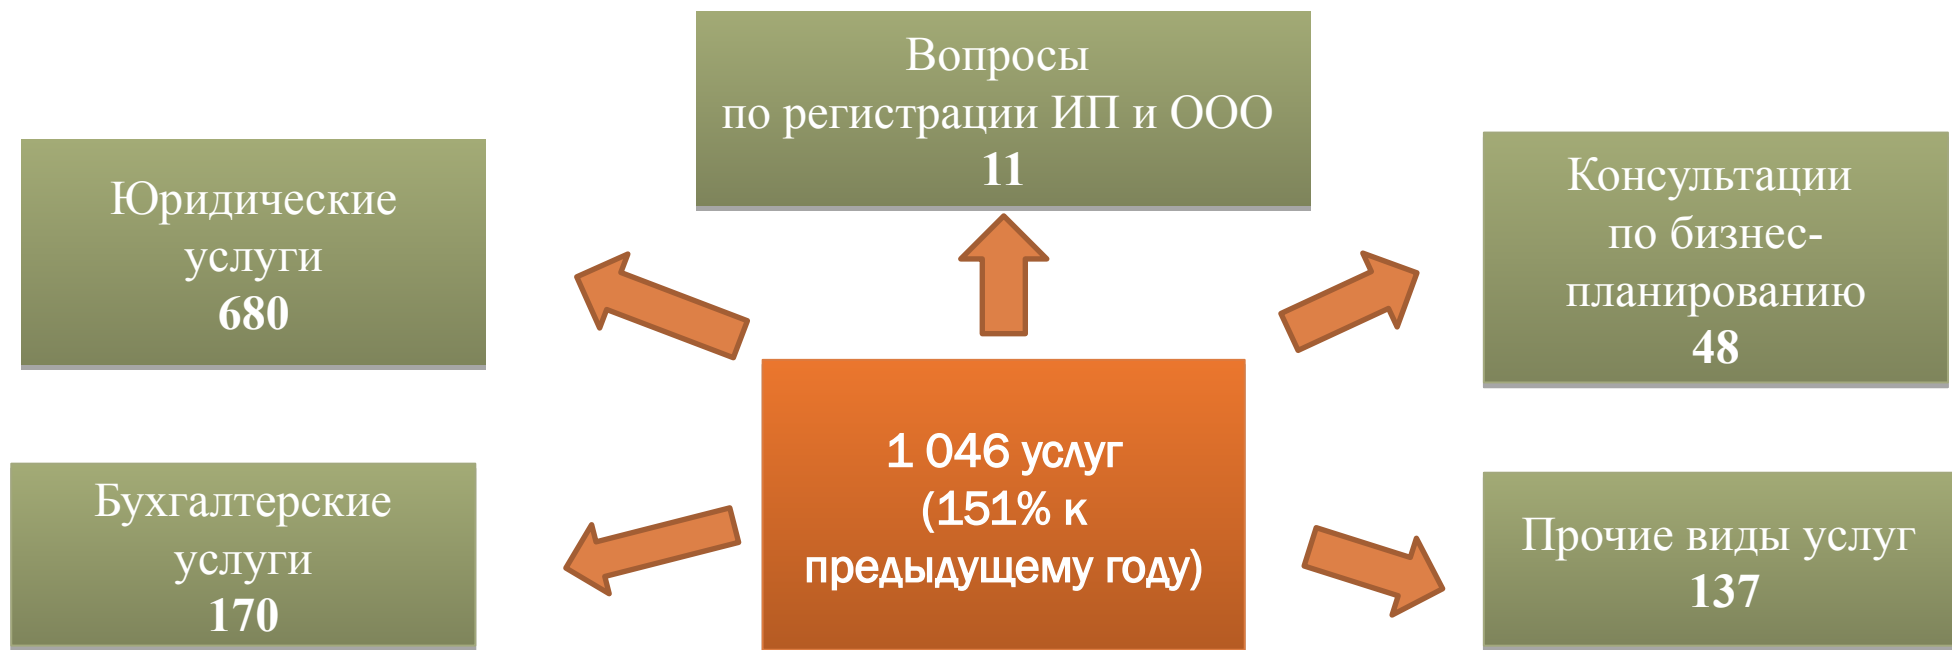 Вопросы
по регистрации ИП и ООО
11
Юридические
услуги
680
Консультации
по бизнес-
планированию
48
1 046 услуг
(151% к
предыдущему году)
Бухгалтерские
услуги
170
Прочие виды услуг
137